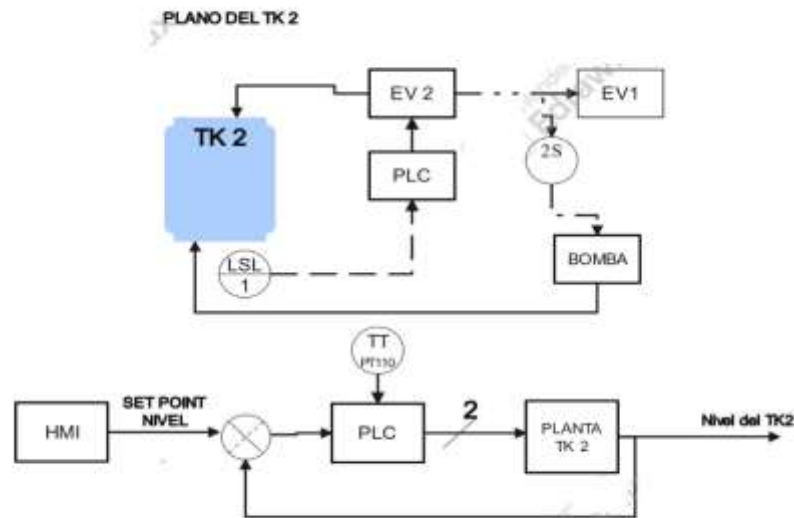 PLANO DEL TK 2
EV 2
EV1
TK 2
2S
PLC
BOMBA
LSL
1
TT
PT110
SET POINT
NIVEL
2
Nivel del TK2
HMI
PLC
PLANTA
TK 2